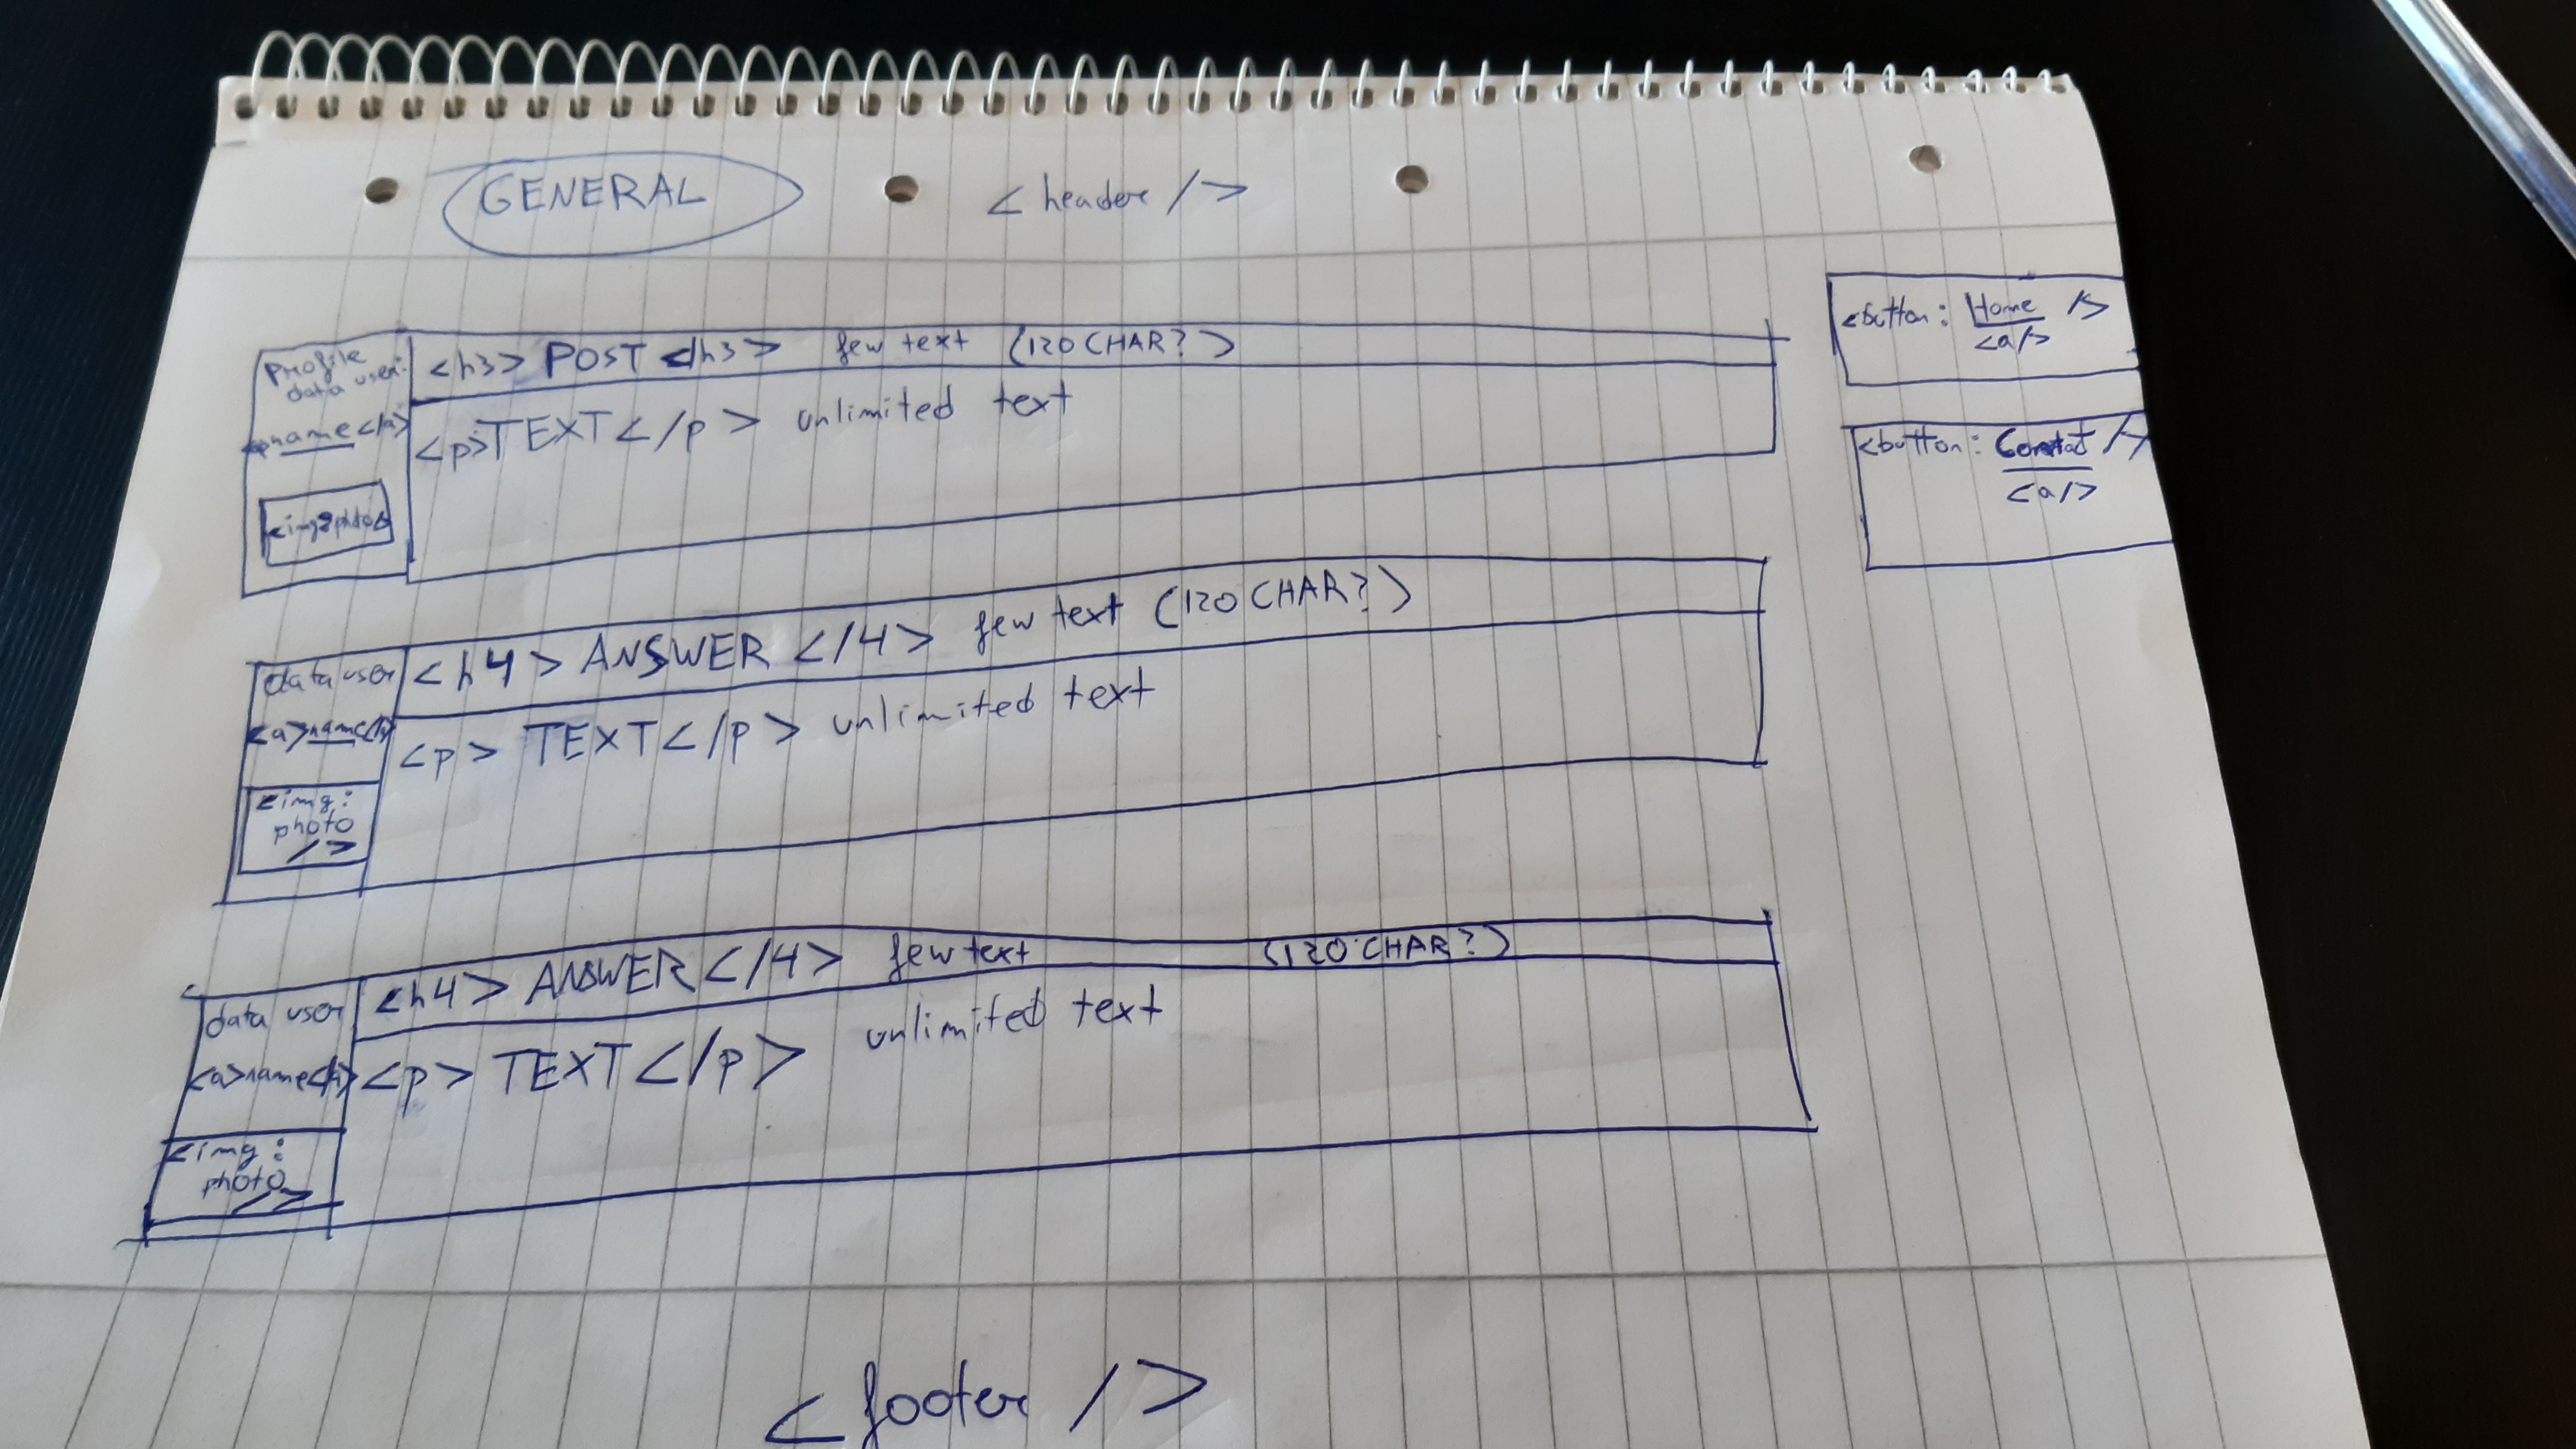 GENERAL
< header />
Profile
data user:
name</a>
<h3> POST </h3> few text (120 CHAR?)
<p>TEXT</p> unlimited text
<button: Home />
<a/>
<button: Contact />
<a/>
data user
<a>name</a>
<img:
photo
/>
<h4> ANSWER </4> few text (120 CHAR?)
<p> TEXT</p> unlimited text
data user
<a>name</a>
<img:
photo
/>
<h4> ANSWER </4> few text (120 CHAR?)
<p> TEXT</p> unlimited text
< footer />